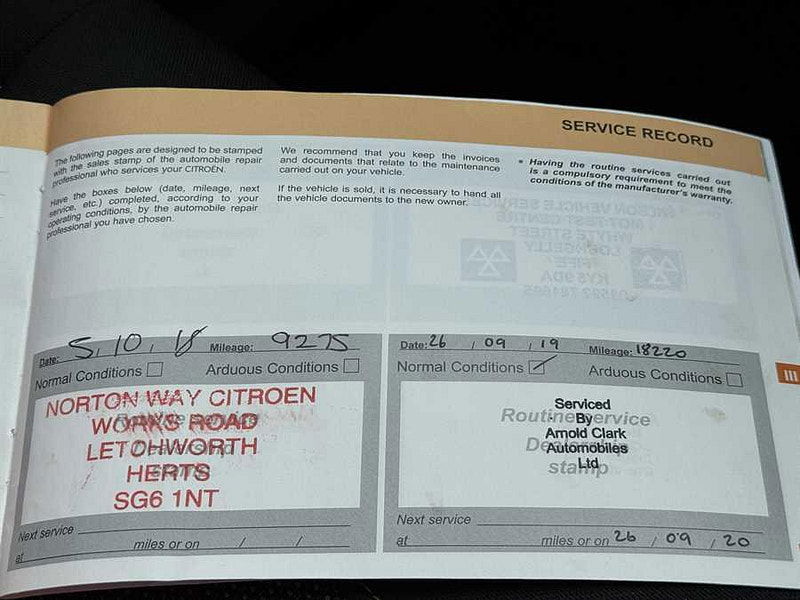 SERVICE RECORD
The following pages are designed to be stamped
with the sales stamp of the automobile repair
professional who services your CITROËN.
Have the boxes below (date, mileage, next
service, etc.) completed, according to your
operating conditions, by the automobile repair
professional you have chosen.
We recommend that you keep the invoices
and documents that relate to the maintenance
carried out on your vehicle.
If the vehicle is sold, it is necessary to hand all
the vehicle documents to the new owner.
• Having the routine services carried out
is a compulsory requirement to meet the
conditions of the manufacturer's warranty.
Date: 5, 10, 18 Mileage: 9275
Normal Conditions Arduous Conditions
NORTON WAY CITROEN
WORKS ROAD
LETCHWORTH
HERTS
SG6 1NT
Next service
at miles or on / /
Date: 26 / 09 / 19 Mileage: 18220
Normal Conditions Arduous Conditions
Routine service
Dealership
stamp
Serviced
By
Arnold Clark
Automobiles
Ltd
Next service
at miles or on 26 / 09 / 20
III